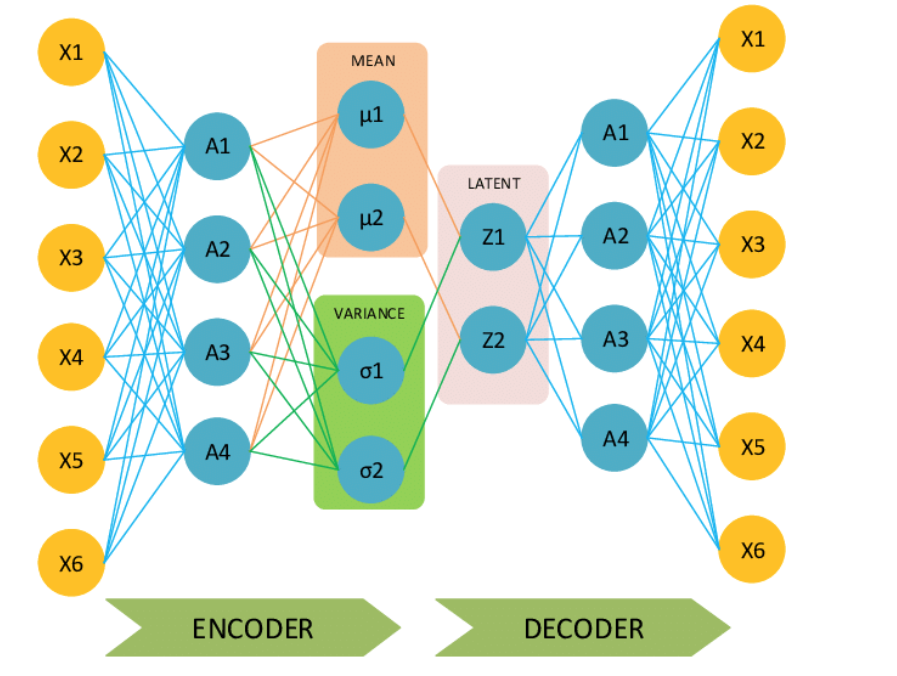 X1
X2
X3
X4
X5
X6
A1
A2
A3
A4
MEAN
μ1
μ2
VARIANCE
σ1
σ2
LATENT
Z1
Z2
A1
A2
A3
A4
X1
X2
X3
X4
X5
X6
ENCODER
DECODER